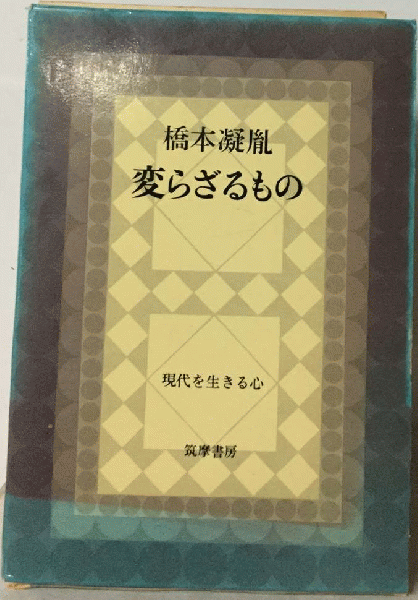 橋本凝胤
変らざるもの
現代を生きる心
筑摩書房